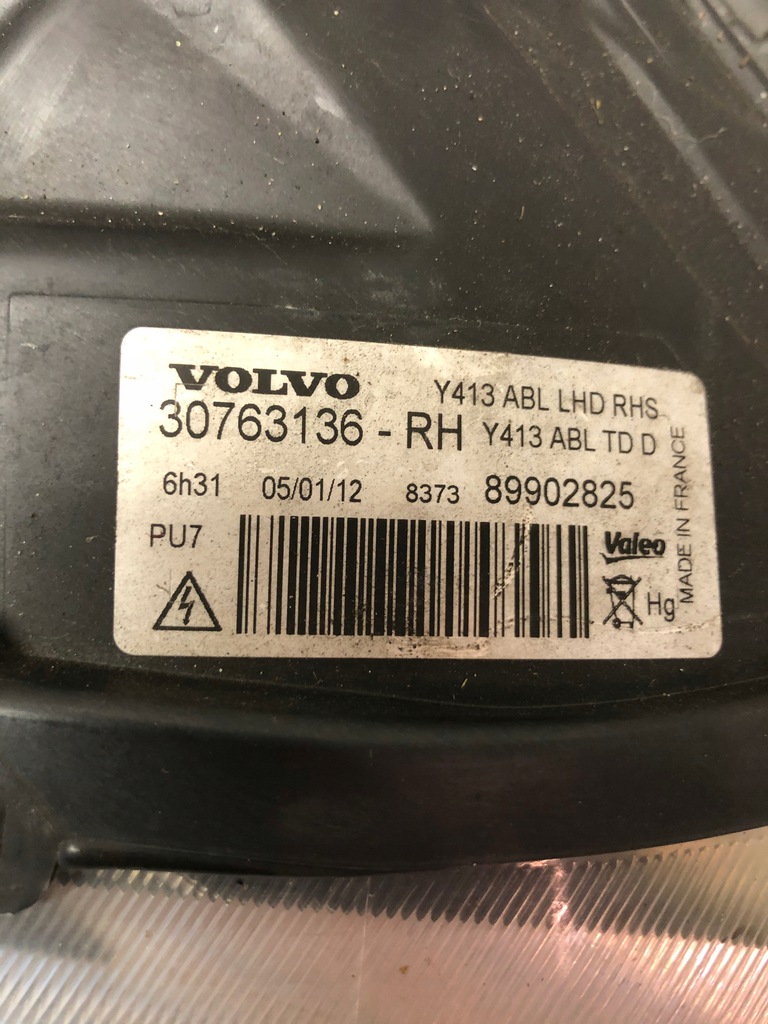 VOLVO Y413 ABL LHD RHS
30763136 - RH Y413 ABL TD D
6h31 05/01/12 8373 89902825
PU7
Valeo
Hg
MADE IN FRANCE